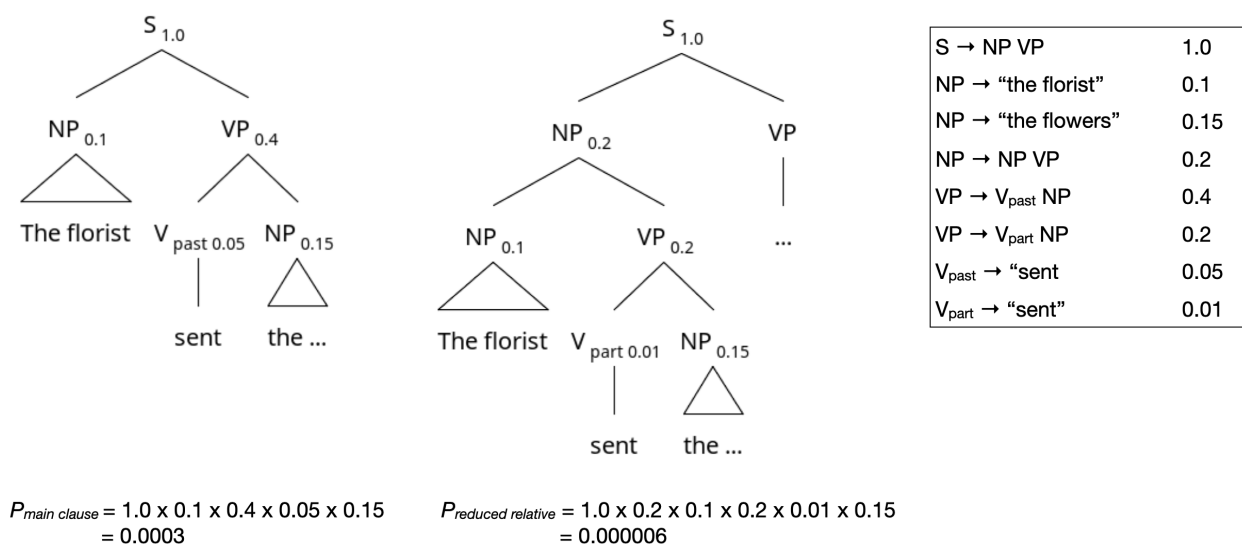 S 1.0
NP 0.1
VP 0.4
The florist
V past 0.05
NP 0.15
sent
the ...
S 1.0
NP 0.2
VP
NP 0.1
VP 0.2
...
The florist
V part 0.01
NP 0.15
sent
the ...
S → NP VP 1.0
NP → “the florist” 0.1
NP → “the flowers” 0.15
NP → NP VP 0.2
VP → Vpast NP 0.4
VP → Vpart NP 0.2
Vpast → “sent 0.05
Vpart → “sent” 0.01
Pmain clause = 1.0 x 0.1 x 0.4 x 0.05 x 0.15
= 0.0003
Preduced relative = 1.0 x 0.2 x 0.1 x 0.2 x 0.01 x 0.15
= 0.000006